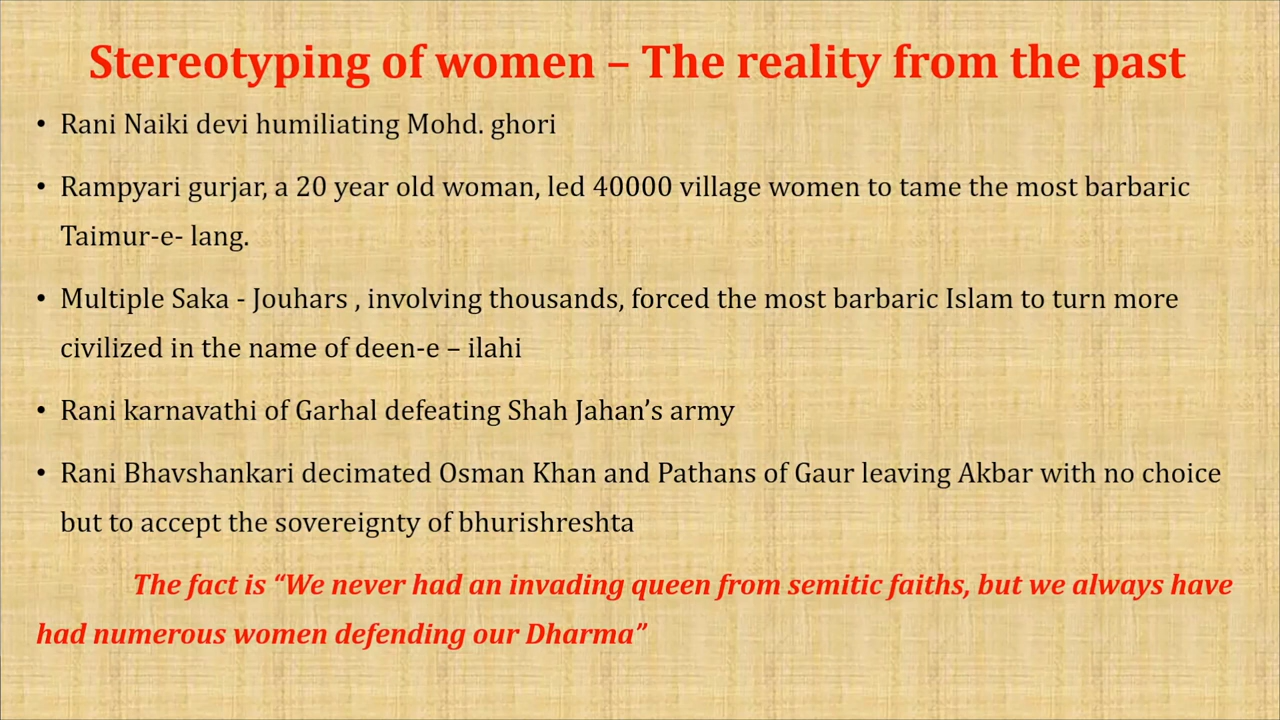 Stereotyping of women – The reality from the past
• Rani Naiki devi humiliating Mohd. ghori
• Rampyari gurjar, a 20 year old woman, led 40000 village women to tame the most barbaric
Taimur-e- lang.
• Multiple Saka - Jouhars , involving thousands, forced the most barbaric Islam to turn more
civilized in the name of deen-e – ilahi
• Rani karnavathi of Garhal defeating Shah Jahan’s army
• Rani Bhavshankari decimated Osman Khan and Pathans of Gaur leaving Akbar with no choice
but to accept the sovereignty of bhurishreshta
The fact is “We never had an invading queen from semitic faiths, but we always have
had numerous women defending our Dharma”